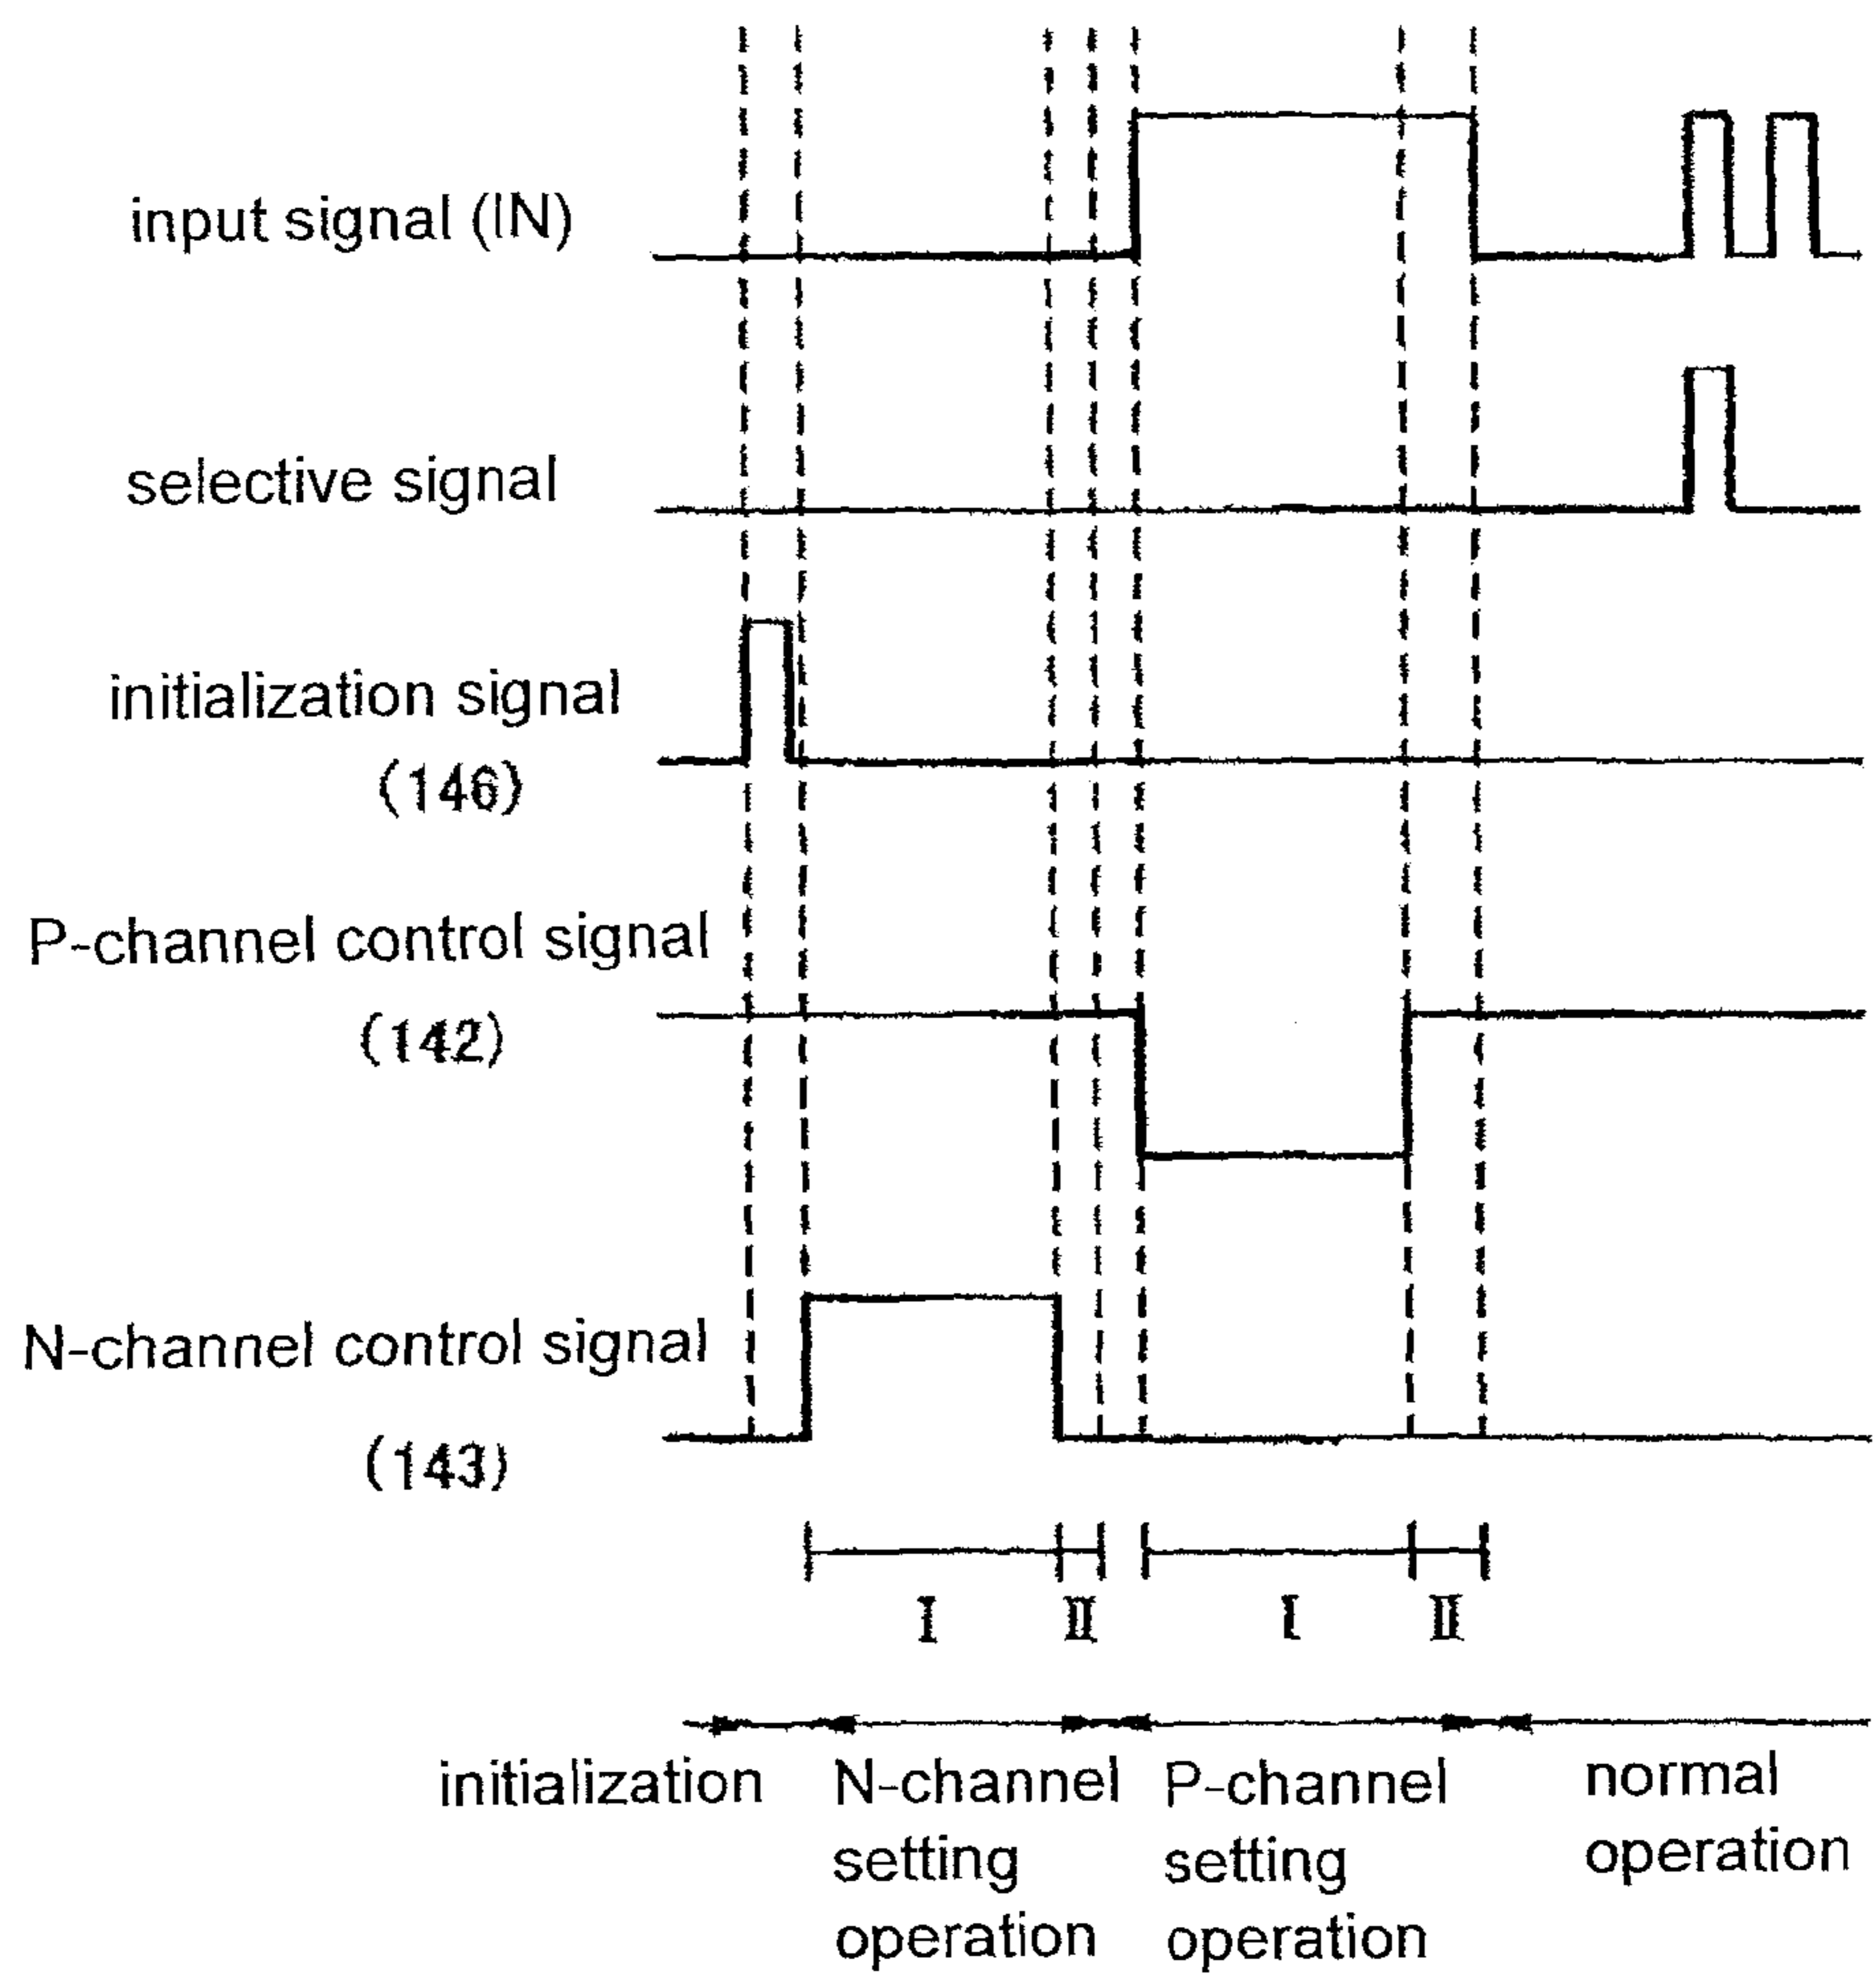 input signal (IN)
selective signal
initialization signal
(146)
P-channel control signal
(142)
N-channel control signal
(143)
I II I II
initialization N-channel setting operation P-channel setting operation normal operation